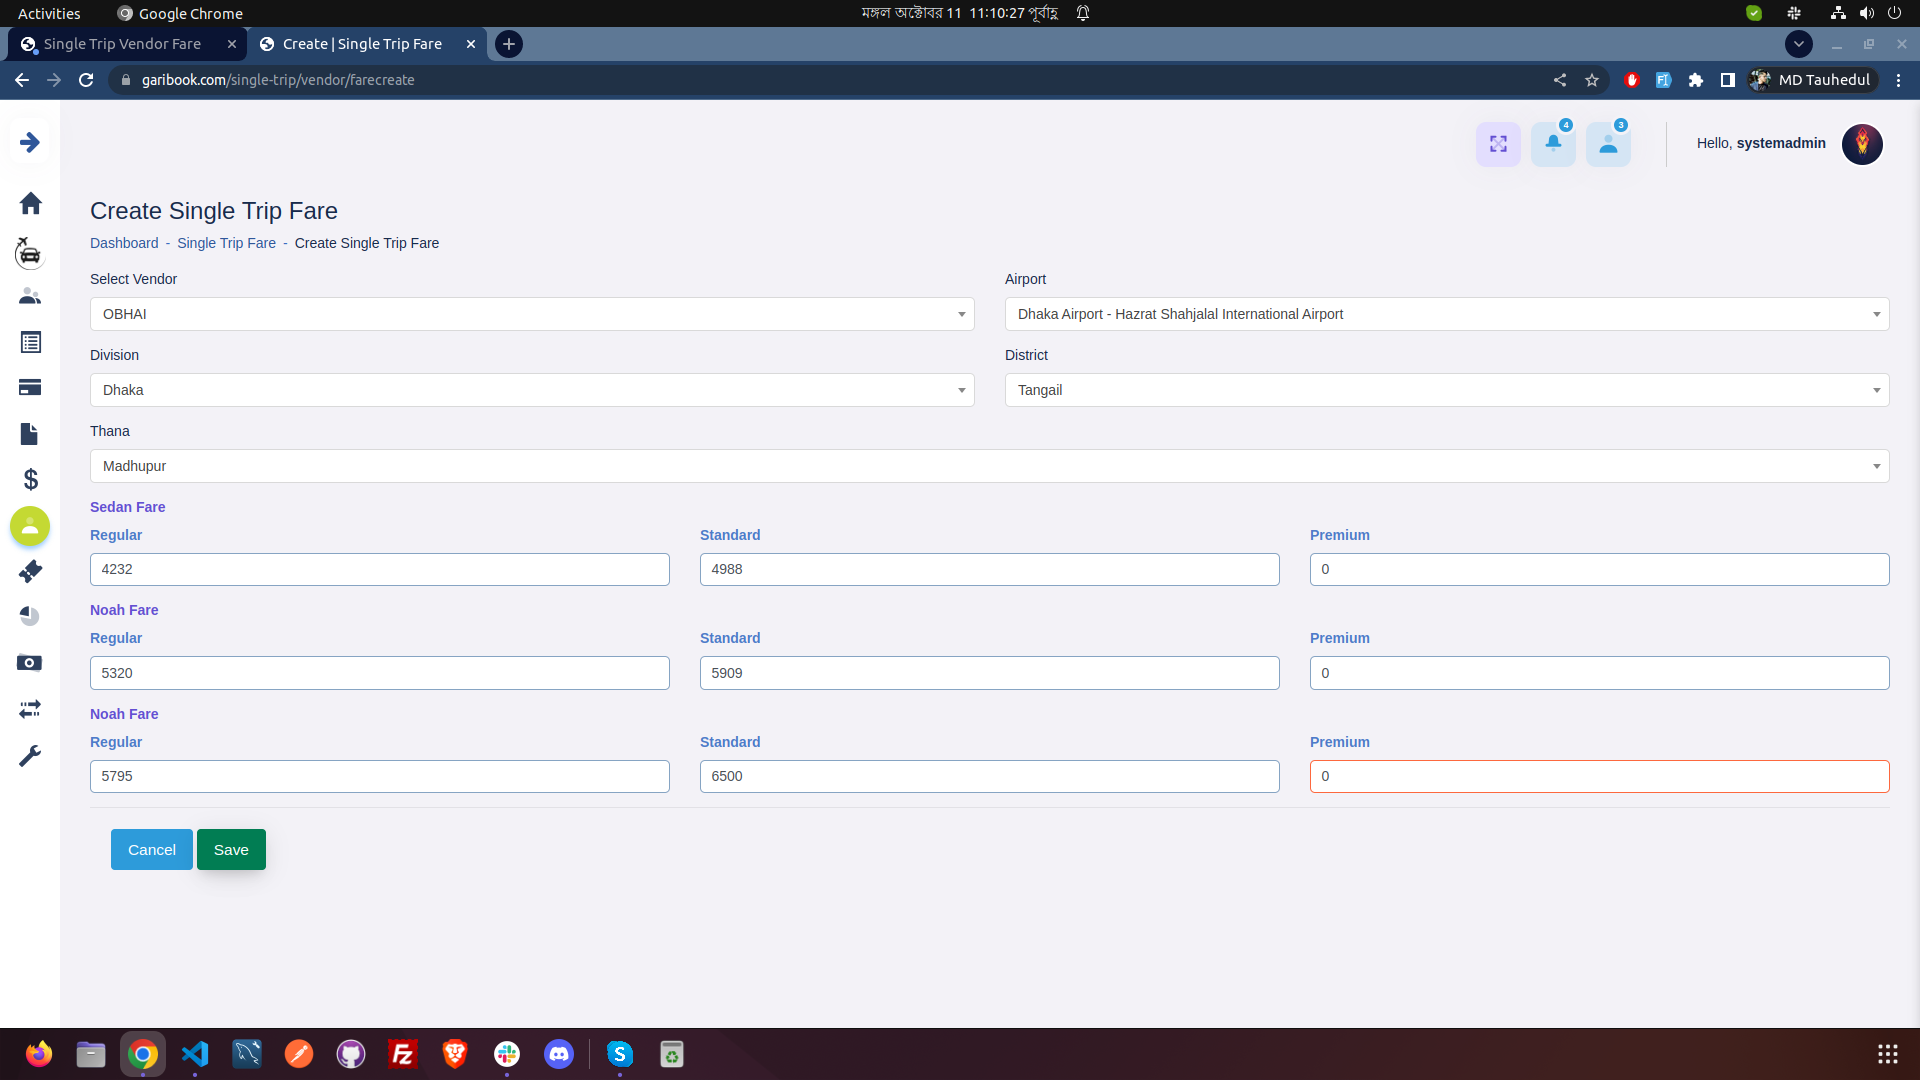 Activities Google Chrome মঙ্গল অক্টোবর 11 11:10:27 পূর্বাহ্ণ
Single Trip Vendor Fare Create | Single Trip Fare
garibook.com/single-trip/vendor/farecreate MD Tauhedul
4 3
Hello, systemadmin
Create Single Trip Fare
Dashboard - Single Trip Fare - Create Single Trip Fare
Select Vendor Airport
OBHAI Dhaka Airport - Hazrat Shahjalal International Airport
Division District
Dhaka Tangail
Thana
Madhupur
Sedan Fare
Regular Standard Premium
4232 4988 0
Noah Fare
Regular Standard Premium
5320 5909 0
Noah Fare
Regular Standard Premium
5795 6500 0
Cancel Save